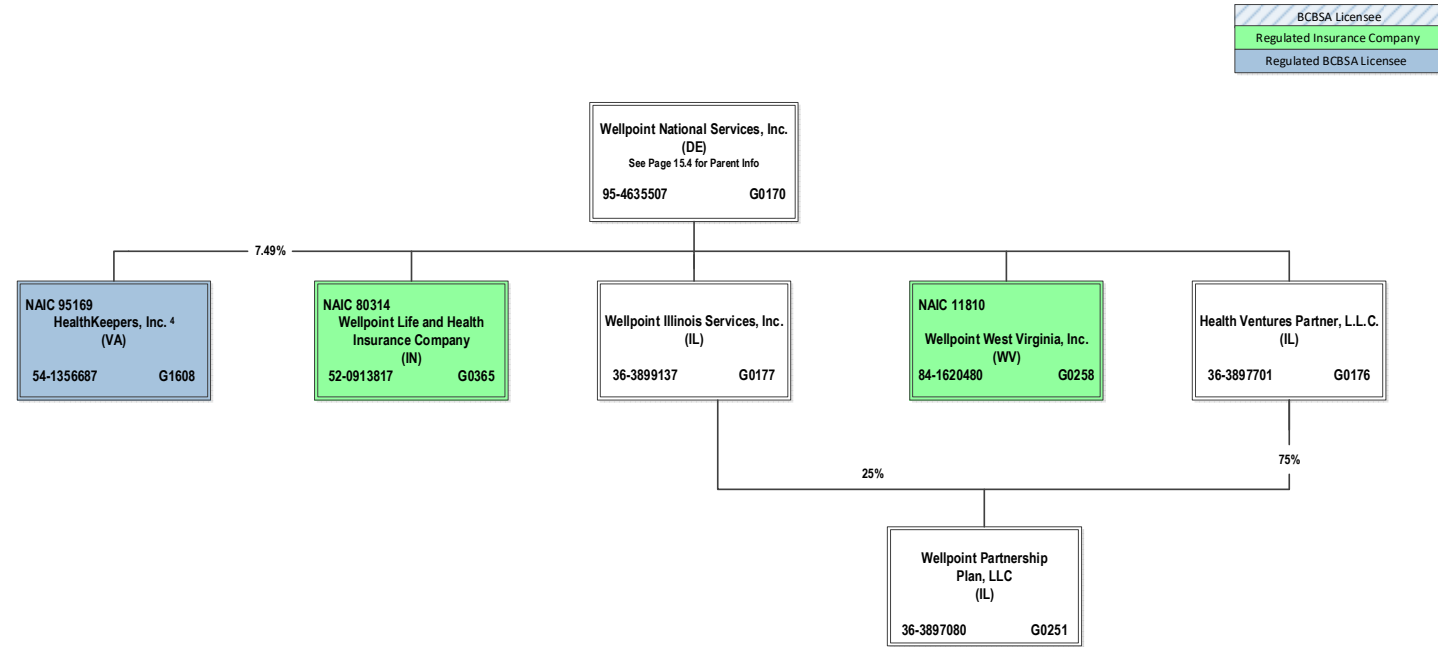 BCBSA Licensee
Regulated Insurance Company
Regulated BCBSA Licensee
Wellpoint National Services, Inc.
(DE)
See Page 15.4 for Parent Info
95-4635507 G0170
7.49%
NAIC 95169
HealthKeepers, Inc. ⁴
(VA)
54-1356687 G1608
NAIC 80314
Wellpoint Life and Health
Insurance Company
(IN)
52-0913817 G0365
Wellpoint Illinois Services, Inc.
(IL)
36-3899137 G0177
NAIC 11810
Wellpoint West Virginia, Inc.
(WV)
84-1620480 G0258
Health Ventures Partner, L.L.C.
(IL)
36-3897701 G0176
25%
75%
Wellpoint Partnership
Plan, LLC
(IL)
36-3897080 G0251